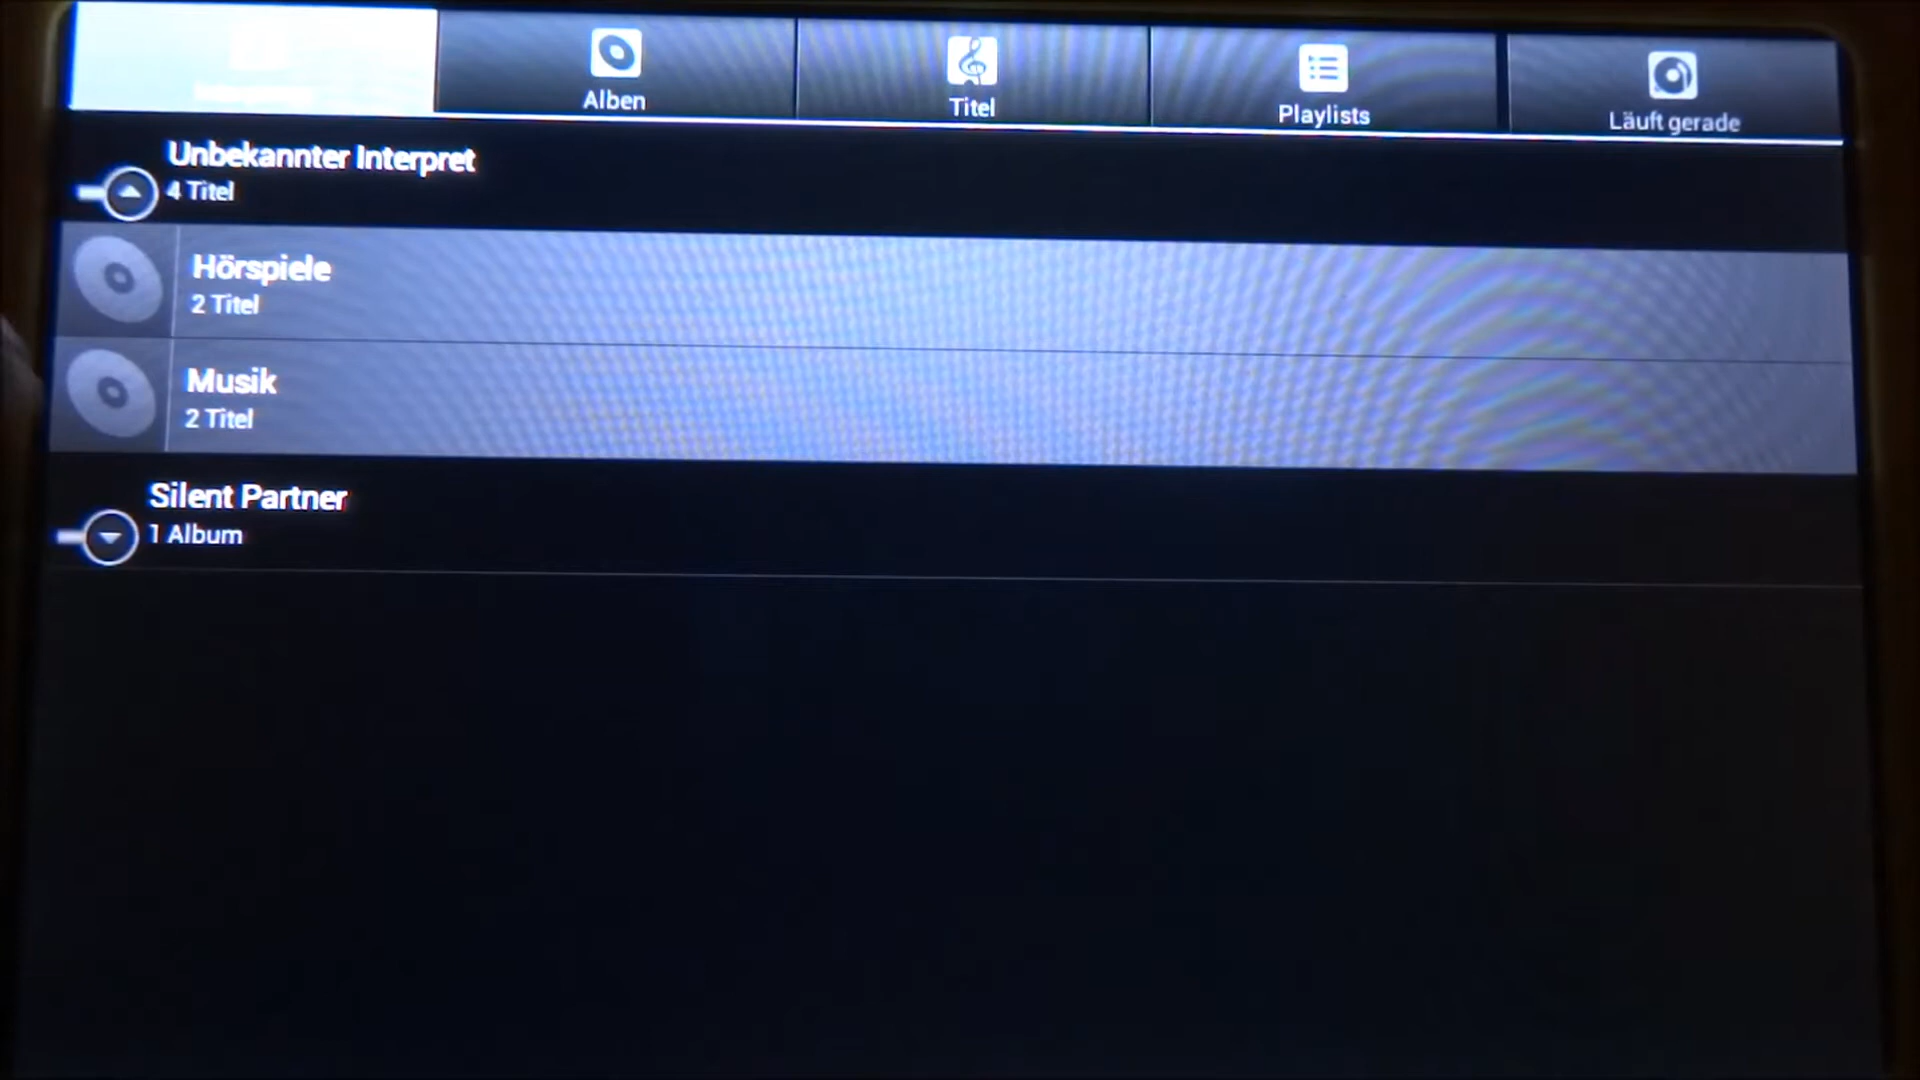 Alben
Titel
Playlists
Läuft gerade
Unbekannter Interpret
4 Titel
Hörspiele
2 Titel
Musik
2 Titel
Silent Partner
1 Album